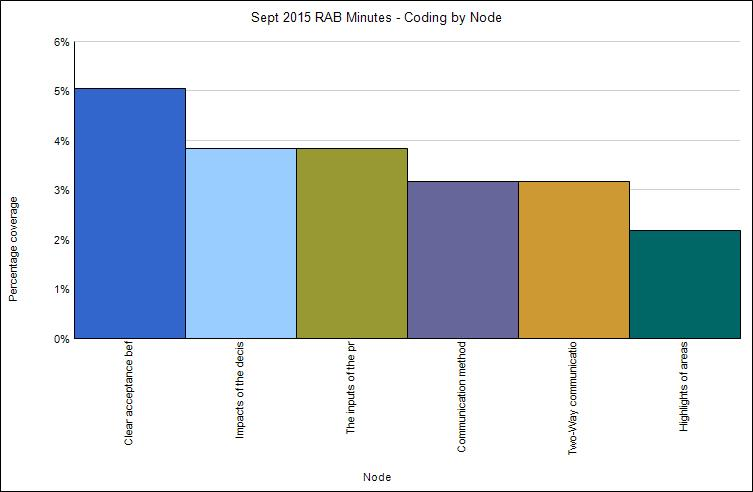 Sept 2015 RAB Minutes - Coding by Node
6%
5%
4%
3%
2%
1%
0%
Percentage coverage
Clear acceptance bef
Impacts of the decis
The inputs of the pr
Communication method
Two-Way communicatio
Highlights of areas
Node